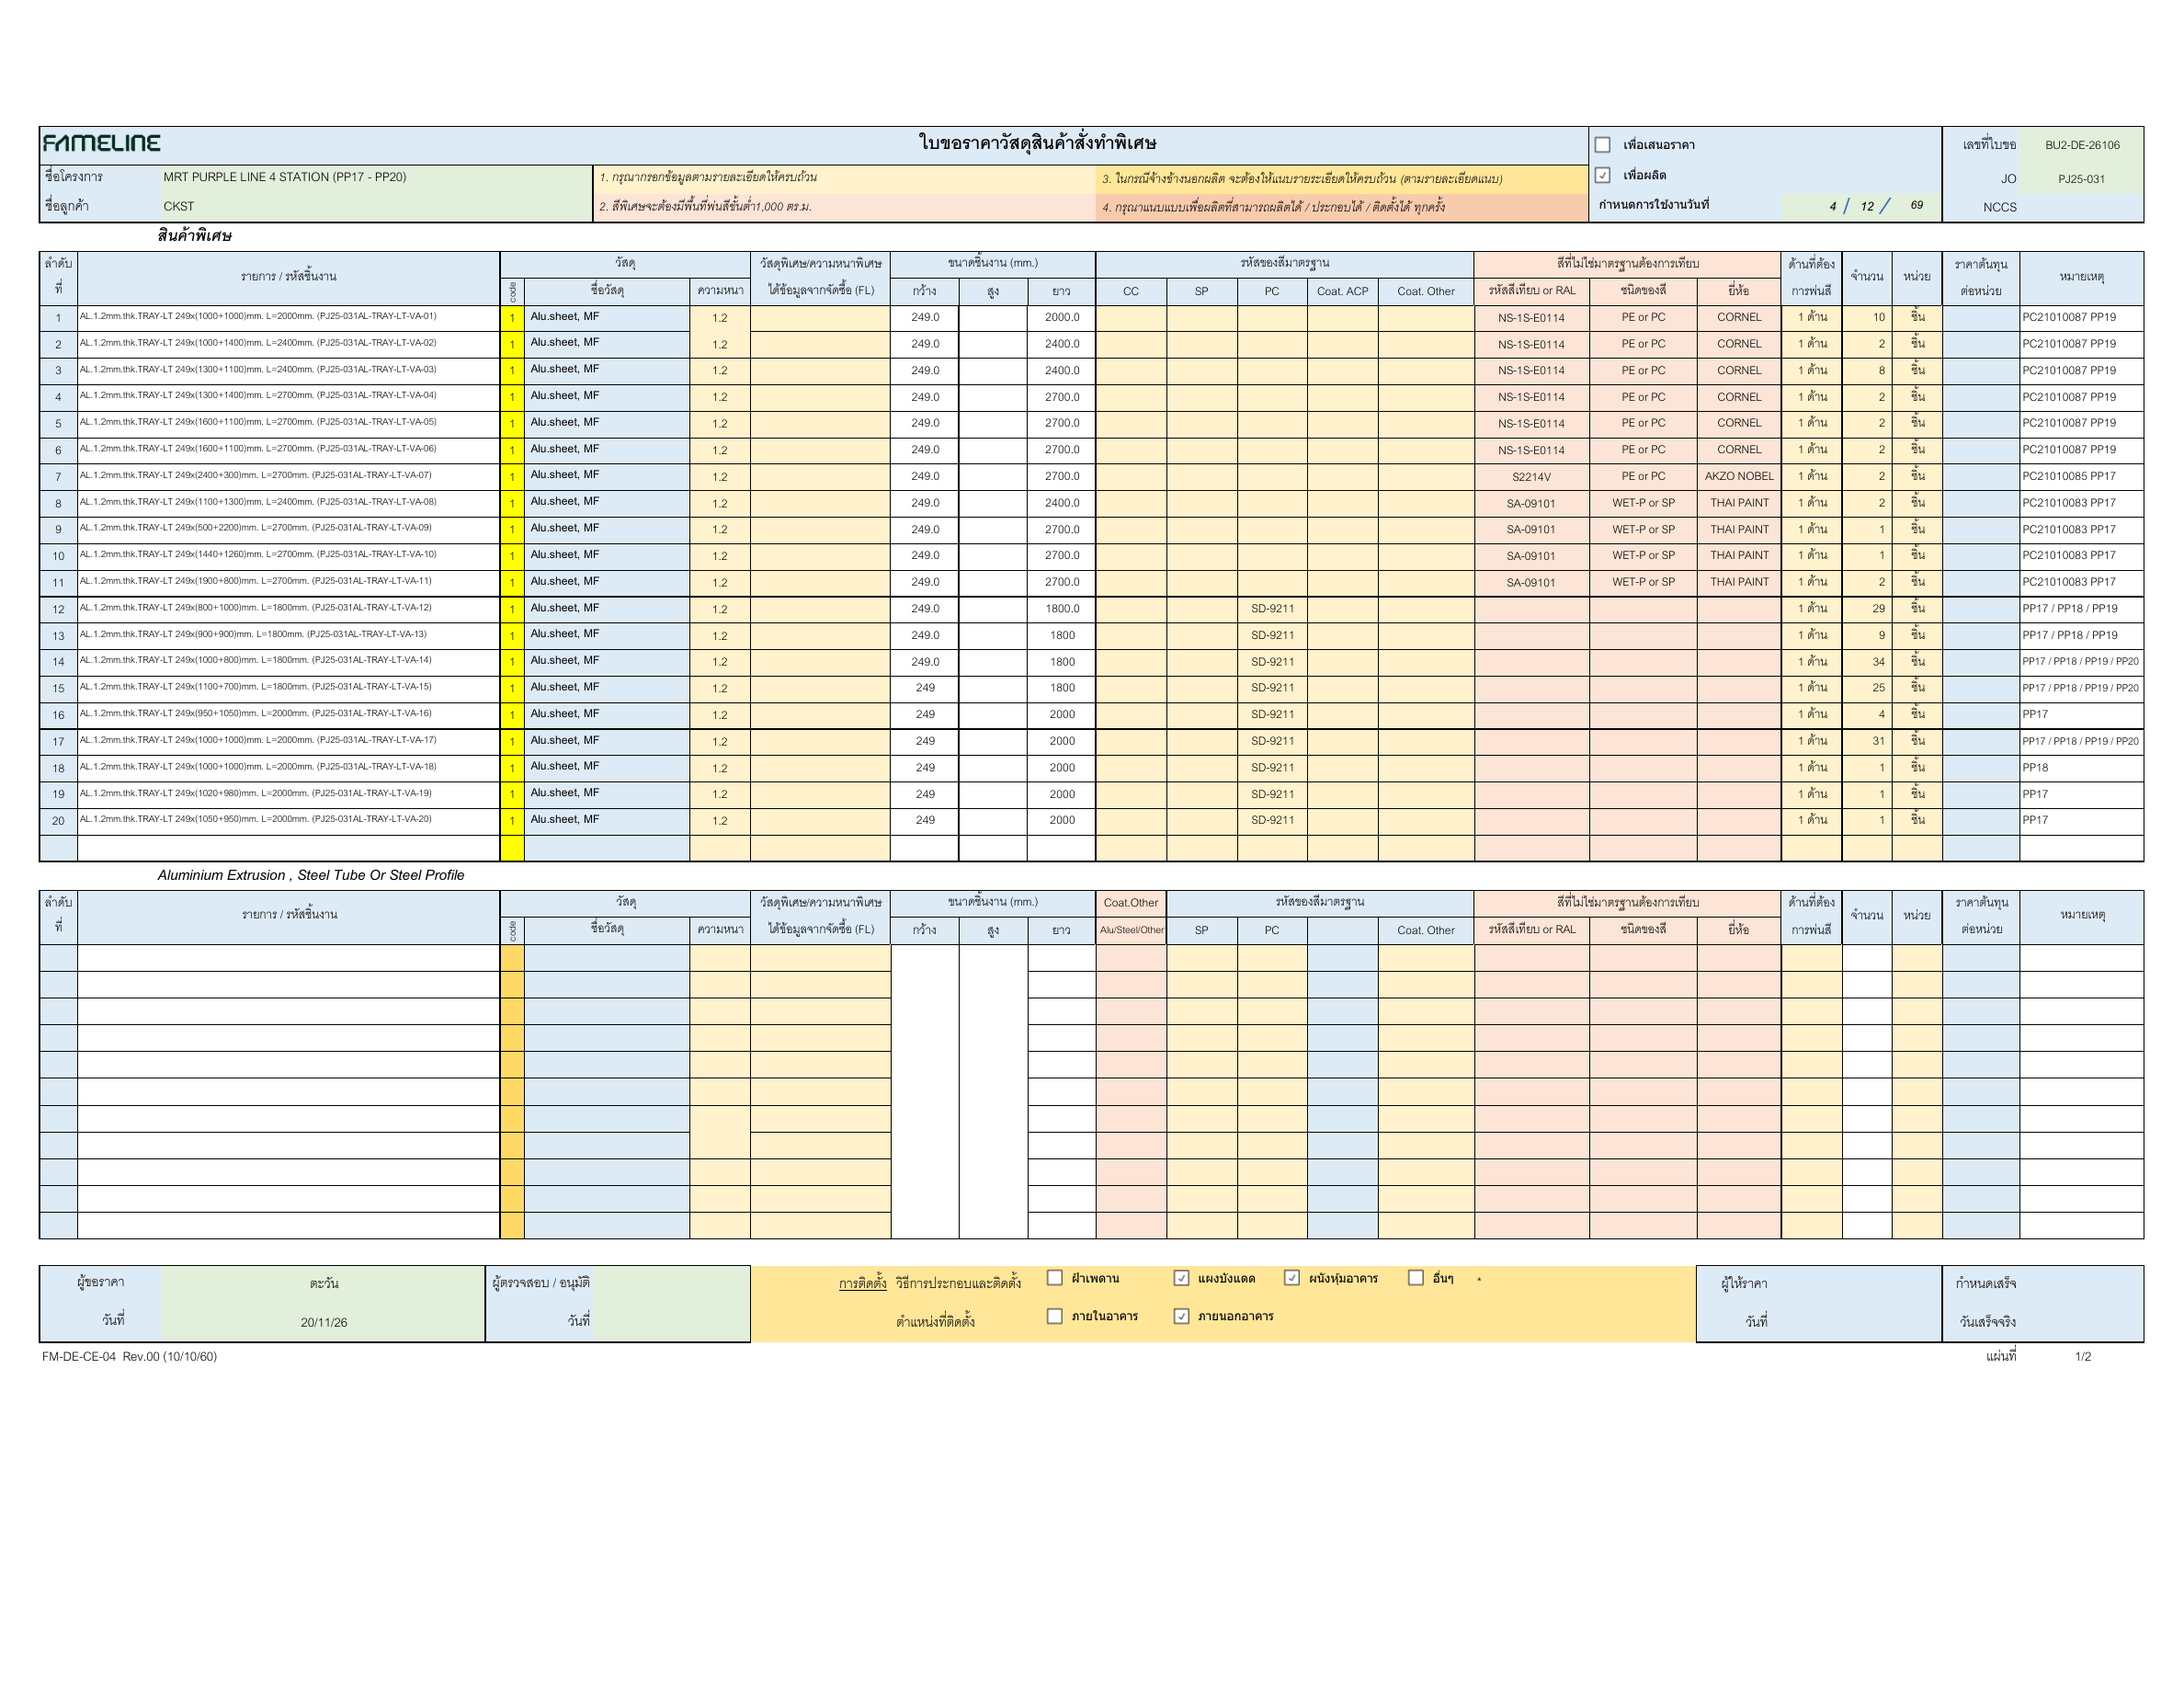 FAMELINE
ใบขอราคาวัสดุสินค้าสั่งทำพิเศษ
เพื่อเสนอราคา
เลขที่ใบขอ BU2-DE-26106
ชื่อโครงการ MRT PURPLE LINE 4 STATION (PP17 - PP20)
1. กรุณากรอกข้อมูลตามรายละเอียดให้ครบถ้วน
3. ในกรณีจ้างข้างนอกผลิต จะต้องให้แนบรายระเอียดให้ครบถ้วน (ตามรายละเอียดแนบ)
เพื่อผลิต
JO PJ25-031
ชื่อลูกค้า CKST
2. สีพิเศษจะต้องมีพื้นที่พ่นสีขั้นต่ำ1,000 ตร.ม.
4. กรุณาแนบแบบเพื่อผลิตที่สามารถผลิตได้ / ประกอบได้ / ติดตั้งได้ ทุกครั้ง
กำหนดการใช้งานวันที่ 4 / 12 / 69
NCCS
สินค้าพิเศษ
ลำดับที่ รายการ / รหัสชิ้นงาน วัสดุ วัสดุพิเศษ/ความหนาพิเศษ ขนาดชิ้นงาน (mm.) รหัสของสีมาตรฐาน สีที่ไม่ใช่มาตรฐานต้องการเทียบ ด้านที่ต้อง จำนวน หน่วย ราคาต้นทุน หมายเหตุ
code ชื่อวัสดุ ความหนา ได้ข้อมูลจากจัดซื้อ (FL) กว้าง สูง ยาว CC SP PC Coat. ACP Coat. Other รหัสสีเทียบ or RAL ชนิดของสี ยี่ห้อ การพ่นสี ต่อหน่วย
1 AL.1.2mm.thk.TRAY-LT 249x(1000+1000)mm. L=2000mm. (PJ25-031AL-TRAY-LT-VA-01) 1 Alu.sheet, MF 1.2 249.0 2000.0 NS-1S-E0114 PE or PC CORNEL 1 ด้าน 10 ชิ้น PC21010087 PP19
2 AL.1.2mm.thk.TRAY-LT 249x(1000+1400)mm. L=2400mm. (PJ25-031AL-TRAY-LT-VA-02) 1 Alu.sheet, MF 1.2 249.0 2400.0 NS-1S-E0114 PE or PC CORNEL 1 ด้าน 2 ชิ้น PC21010087 PP19
3 AL.1.2mm.thk.TRAY-LT 249x(1300+1100)mm. L=2400mm. (PJ25-031AL-TRAY-LT-VA-03) 1 Alu.sheet, MF 1.2 249.0 2400.0 NS-1S-E0114 PE or PC CORNEL 1 ด้าน 8 ชิ้น PC21010087 PP19
4 AL.1.2mm.thk.TRAY-LT 249x(1300+1400)mm. L=2700mm. (PJ25-031AL-TRAY-LT-VA-04) 1 Alu.sheet, MF 1.2 249.0 2700.0 NS-1S-E0114 PE or PC CORNEL 1 ด้าน 2 ชิ้น PC21010087 PP19
5 AL.1.2mm.thk.TRAY-LT 249x(1600+1100)mm. L=2700mm. (PJ25-031AL-TRAY-LT-VA-05) 1 Alu.sheet, MF 1.2 249.0 2700.0 NS-1S-E0114 PE or PC CORNEL 1 ด้าน 2 ชิ้น PC21010087 PP19
6 AL.1.2mm.thk.TRAY-LT 249x(1600+1100)mm. L=2700mm. (PJ25-031AL-TRAY-LT-VA-06) 1 Alu.sheet, MF 1.2 249.0 2700.0 NS-1S-E0114 PE or PC CORNEL 1 ด้าน 2 ชิ้น PC21010087 PP19
7 AL.1.2mm.thk.TRAY-LT 249x(2400+300)mm. L=2700mm. (PJ25-031AL-TRAY-LT-VA-07) 1 Alu.sheet, MF 1.2 249.0 2700.0 S2214V PE or PC AKZO NOBEL 1 ด้าน 2 ชิ้น PC21010085 PP17
8 AL.1.2mm.thk.TRAY-LT 249x(1100+1300)mm. L=2400mm. (PJ25-031AL-TRAY-LT-VA-08) 1 Alu.sheet, MF 1.2 249.0 2400.0 SA-09101 WET-P or SP THAI PAINT 1 ด้าน 2 ชิ้น PC21010083 PP17
9 AL.1.2mm.thk.TRAY-LT 249x(500+2200)mm. L=2700mm. (PJ25-031AL-TRAY-LT-VA-09) 1 Alu.sheet, MF 1.2 249.0 2700.0 SA-09101 WET-P or SP THAI PAINT 1 ด้าน 1 ชิ้น PC21010083 PP17
10 AL.1.2mm.thk.TRAY-LT 249x(1440+1260)mm. L=2700mm. (PJ25-031AL-TRAY-LT-VA-10) 1 Alu.sheet, MF 1.2 249.0 2700.0 SA-09101 WET-P or SP THAI PAINT 1 ด้าน 1 ชิ้น PC21010083 PP17
11 AL.1.2mm.thk.TRAY-LT 249x(1900+800)mm. L=2700mm. (PJ25-031AL-TRAY-LT-VA-11) 1 Alu.sheet, MF 1.2 249.0 2700.0 SA-09101 WET-P or SP THAI PAINT 1 ด้าน 2 ชิ้น PC21010083 PP17
12 AL.1.2mm.thk.TRAY-LT 249x(800+1000)mm. L=1800mm. (PJ25-031AL-TRAY-LT-VA-12) 1 Alu.sheet, MF 1.2 249.0 1800.0 SD-9211 1 ด้าน 29 ชิ้น PP17 / PP18 / PP19
13 AL.1.2mm.thk.TRAY-LT 249x(900+900)mm. L=1800mm. (PJ25-031AL-TRAY-LT-VA-13) 1 Alu.sheet, MF 1.2 249.0 1800 SD-9211 1 ด้าน 9 ชิ้น PP17 / PP18 / PP19
14 AL.1.2mm.thk.TRAY-LT 249x(1000+800)mm. L=1800mm. (PJ25-031AL-TRAY-LT-VA-14) 1 Alu.sheet, MF 1.2 249.0 1800 SD-9211 1 ด้าน 34 ชิ้น PP17 / PP18 / PP19 / PP20
15 AL.1.2mm.thk.TRAY-LT 249x(1100+700)mm. L=1800mm. (PJ25-031AL-TRAY-LT-VA-15) 1 Alu.sheet, MF 1.2 249 1800 SD-9211 1 ด้าน 25 ชิ้น PP17 / PP18 / PP19 / PP20
16 AL.1.2mm.thk.TRAY-LT 249x(950+1050)mm. L=2000mm. (PJ25-031AL-TRAY-LT-VA-16) 1 Alu.sheet, MF 1.2 249 2000 SD-9211 1 ด้าน 4 ชิ้น PP17
17 AL.1.2mm.thk.TRAY-LT 249x(1000+1000)mm. L=2000mm. (PJ25-031AL-TRAY-LT-VA-17) 1 Alu.sheet, MF 1.2 249 2000 SD-9211 1 ด้าน 31 ชิ้น PP17 / PP18 / PP19 / PP20
18 AL.1.2mm.thk.TRAY-LT 249x(1000+1000)mm. L=2000mm. (PJ25-031AL-TRAY-LT-VA-18) 1 Alu.sheet, MF 1.2 249 2000 SD-9211 1 ด้าน 1 ชิ้น PP18
19 AL.1.2mm.thk.TRAY-LT 249x(1020+980)mm. L=2000mm. (PJ25-031AL-TRAY-LT-VA-19) 1 Alu.sheet, MF 1.2 249 2000 SD-9211 1 ด้าน 1 ชิ้น PP17
20 AL.1.2mm.thk.TRAY-LT 249x(1050+950)mm. L=2000mm. (PJ25-031AL-TRAY-LT-VA-20) 1 Alu.sheet, MF 1.2 249 2000 SD-9211 1 ด้าน 1 ชิ้น PP17
Aluminium Extrusion , Steel Tube Or Steel Profile
ลำดับที่ รายการ / รหัสชิ้นงาน วัสดุ วัสดุพิเศษ/ความหนาพิเศษ ขนาดชิ้นงาน (mm.) Coat.Other รหัสของสีมาตรฐาน สีที่ไม่ใช่มาตรฐานต้องการเทียบ ด้านที่ต้อง จำนวน หน่วย ราคาต้นทุน หมายเหตุ
code ชื่อวัสดุ ความหนา ได้ข้อมูลจากจัดซื้อ (FL) กว้าง สูง ยาว Alu/Steel/Other SP PC Coat. Other รหัสสีเทียบ or RAL ชนิดของสี ยี่ห้อ การพ่นสี ต่อหน่วย
ผู้ขอราคา ตะวัน ผู้ตรวจสอบ / อนุมัติ การติดตั้ง วิธีการประกอบและติดตั้ง ฝ้าเพดาน แผงบังแดด ผนังหุ้มอาคาร อื่นๆ * ผู้ให้ราคา กำหนดเสร็จ
วันที่ 20/11/26 วันที่ ตำแหน่งที่ติดตั้ง ภายในอาคาร ภายนอกอาคาร วันที่ วันเสร็จจริง
FM-DE-CE-04 Rev.00 (10/10/60)
แผ่นที่ 1/2